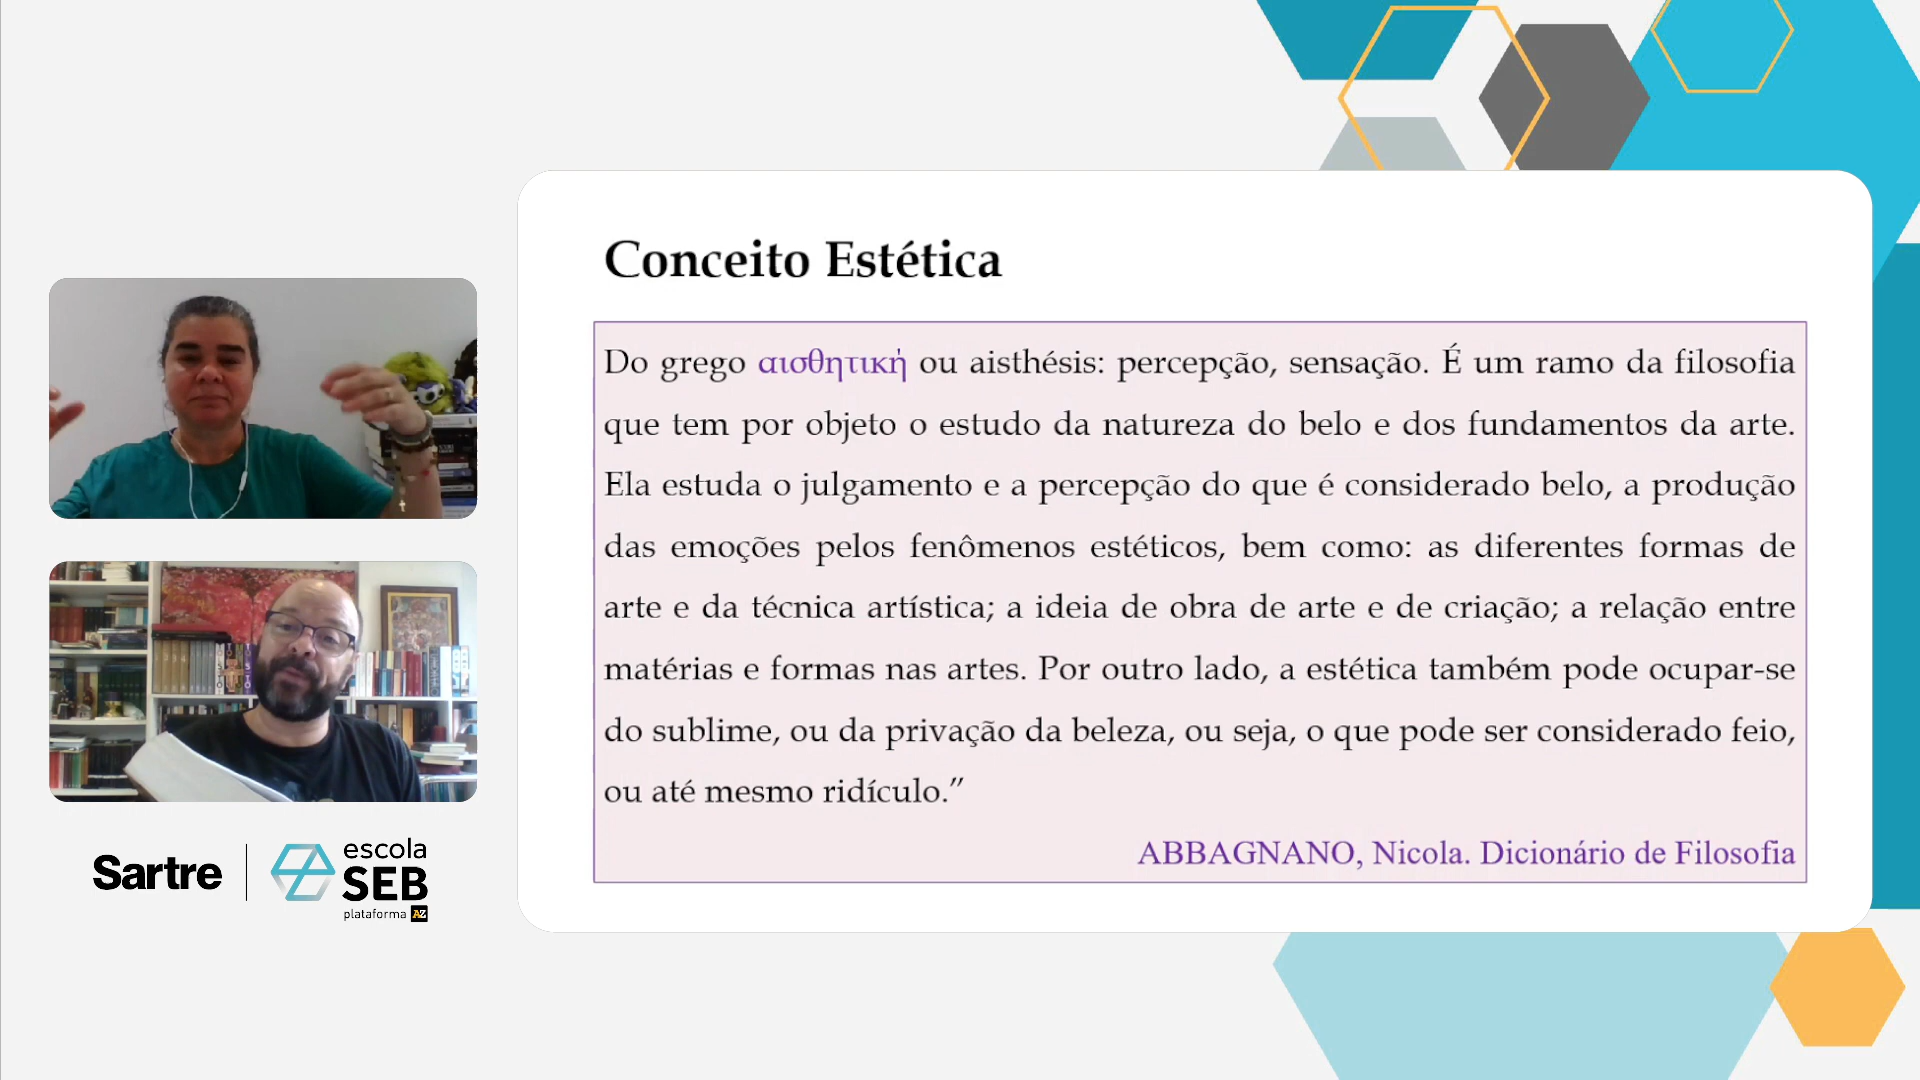 Conceito Estética
Do grego αισθητικἠ ou aisthésis: percepção, sensação. É um ramo da filosofia
que tem por objeto o estudo da natureza do belo e dos fundamentos da arte.
Ela estuda o julgamento e a percepção do que é considerado belo, a produção
das emoções pelos fenômenos estéticos, bem como: as diferentes formas de
arte e da técnica artística; a ideia de obra de arte e de criação; a relação entre
matérias e formas nas artes. Por outro lado, a estética também pode ocupar-se
do sublime, ou da privação da beleza, ou seja, o que pode ser considerado feio,
ou até mesmo ridículo.”
ABBAGNANO, Nicola. Dicionário de Filosofia
Sartre
escola
SEB
plataforma AZ